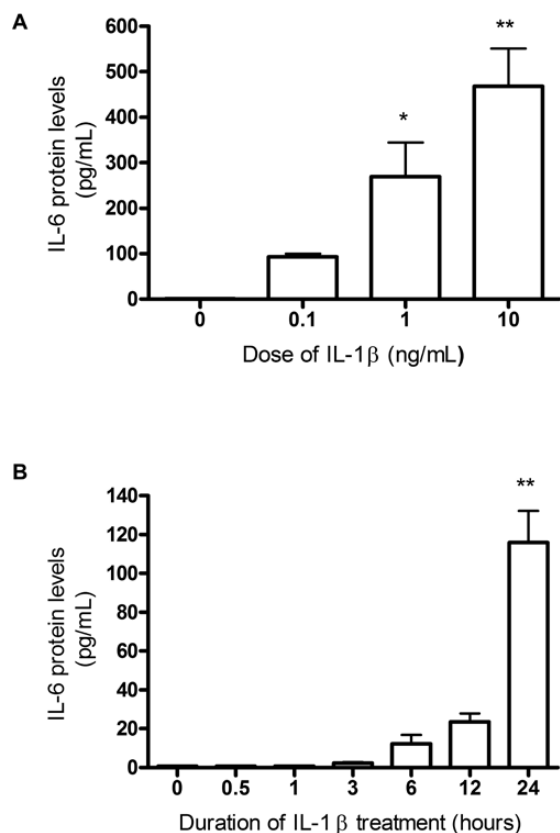 A
IL-6 protein levels
(pg/mL)
600
500
400
300
200
100
0
*
**
0 0.1 1 10
Dose of IL-1β (ng/mL)
B
IL-6 protein levels
(pg/mL)
140
120
100
80
60
40
20
0
**
0 0.5 1 3 6 12 24
Duration of IL-1β treatment (hours)